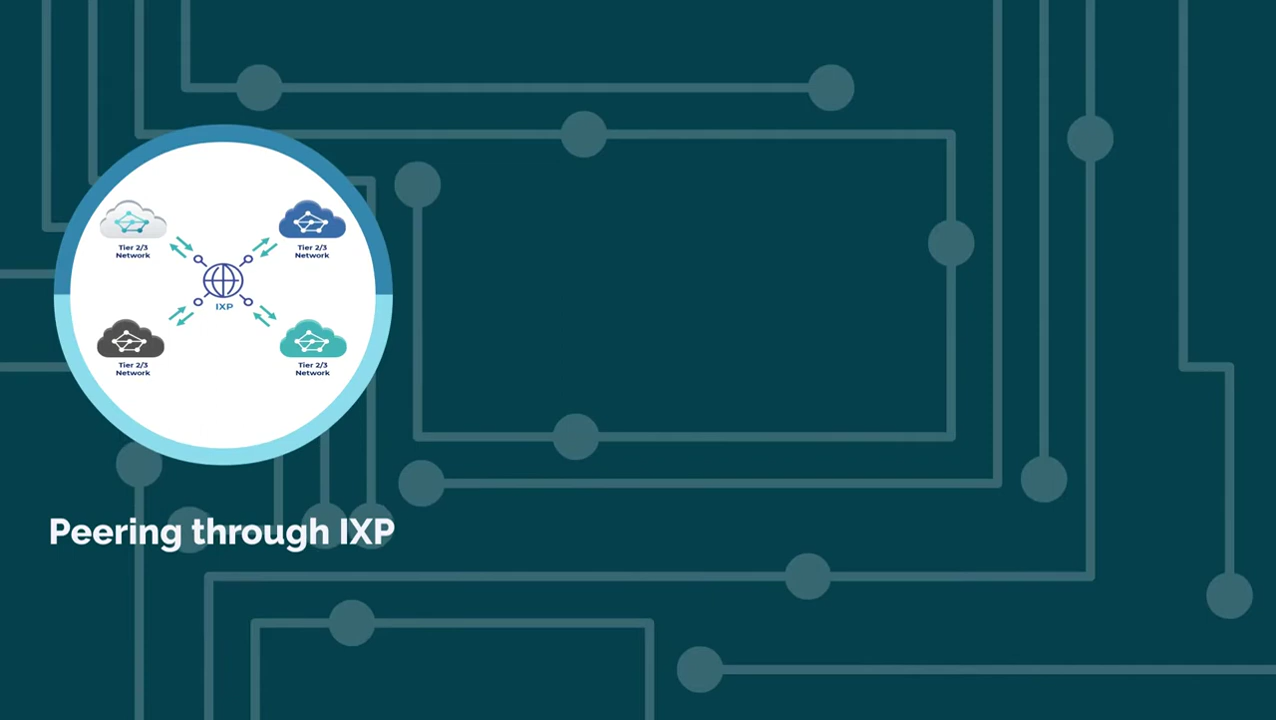 Tier 2/3
Network
Tier 2/3
Network
IXP
Tier 2/3
Network
Tier 2/3
Network
Peering through IXP